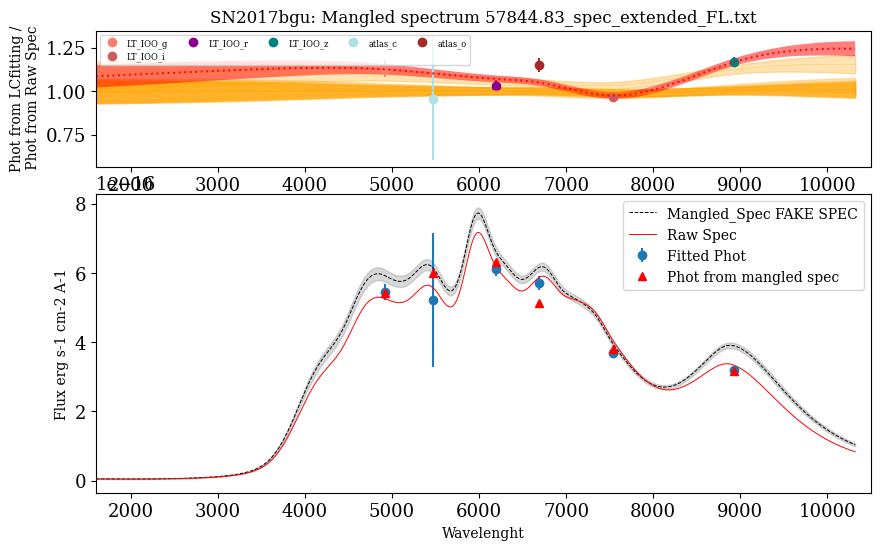 SN2017bgu: Mangled spectrum 57844.83_spec_extended_FL.txt
Phot from LCfitting /
Phot from Raw Spec
1.25
1.00
0.75
LT_IOO_g
LT_IOO_i
LT_IOO_r
LT_IOO_z
atlas_c
atlas_o
2000 3000 4000 5000 6000 7000 8000 9000 10000
1e−16
Flux erg s-1 cm-2 A-1
8
6
4
2
0
Mangled_Spec FAKE SPEC
Raw Spec
Fitted Phot
Phot from mangled spec
2000 3000 4000 5000 6000 7000 8000 9000 10000
Wavelenght